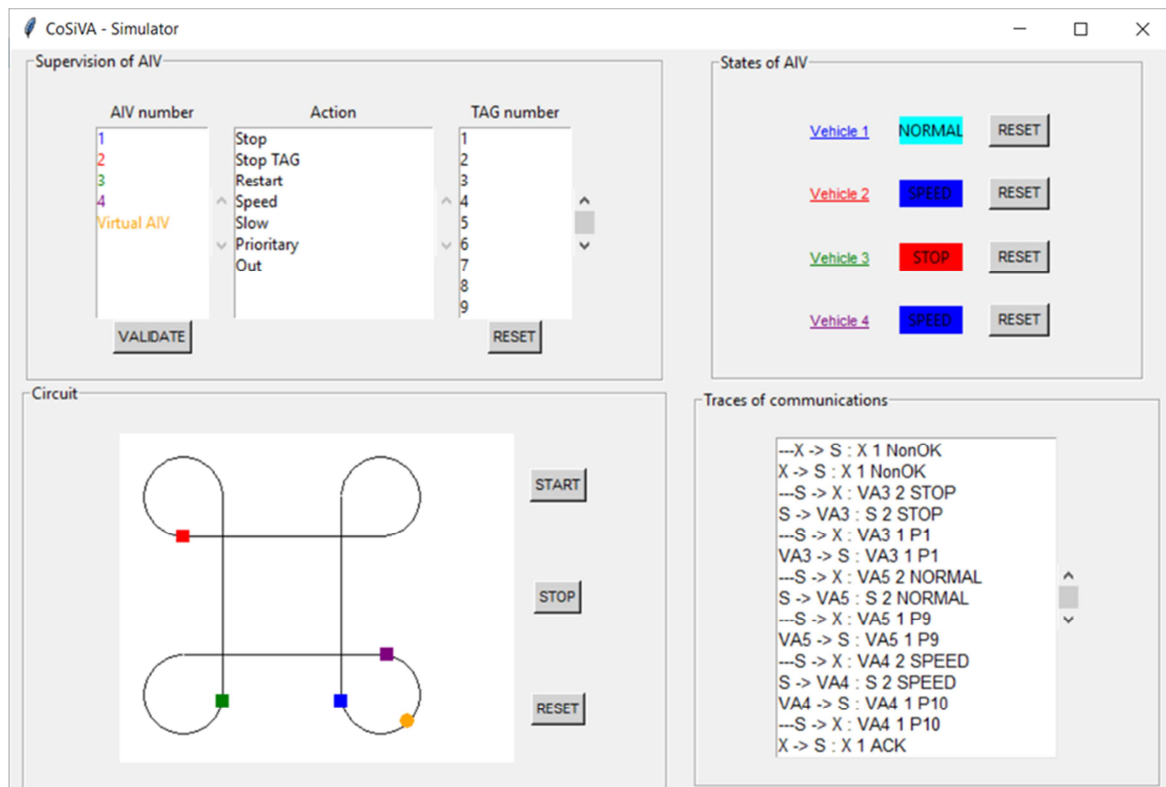 CoSiVA - Simulator
Supervision of AIV
AIV number
1
2
3
4
Virtual AIV
Action
Stop
Stop TAG
Restart
Speed
Slow
Prioritary
Out
TAG number
1
2
3
4
5
6
7
8
9
VALIDATE
RESET
States of AIV
Vehicle 1 NORMAL RESET
Vehicle 2 SPEED RESET
Vehicle 3 STOP RESET
Vehicle 4 SPEED RESET
Circuit
START
STOP
RESET
Traces of communications
---X -> S : X 1 NonOK
X -> S : X 1 NonOK
---S -> X : VA3 2 STOP
S -> VA3 : S 2 STOP
---S -> X : VA3 1 P1
VA3 -> S : VA3 1 P1
---S -> X : VA5 2 NORMAL
S -> VA5 : S 2 NORMAL
---S -> X : VA5 1 P9
VA5 -> S : VA5 1 P9
---S -> X : VA4 2 SPEED
S -> VA4 : S 2 SPEED
VA4 -> S : VA4 1 P10
---S -> X : VA4 1 P10
X -> S : X 1 ACK